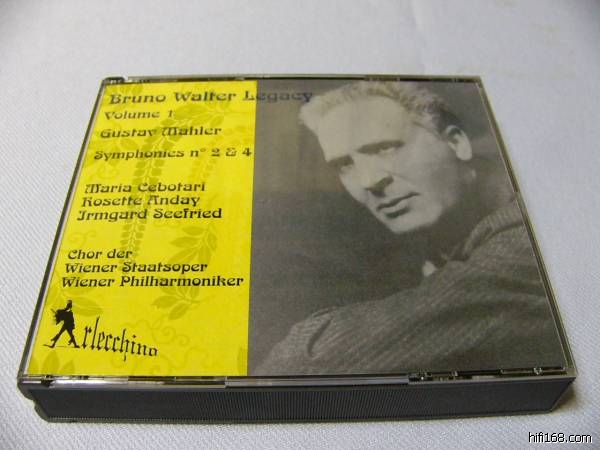 Bruno Walter Legacy
Volume 1
Gustav Mahler
Symphonies n° 2 & 4
Maria Cebotari
Rosette Anday
Irmgard Seefried
Chor der
Wiener Staatsoper
Wiener Philharmoniker
Arlecchino
hifi168.com